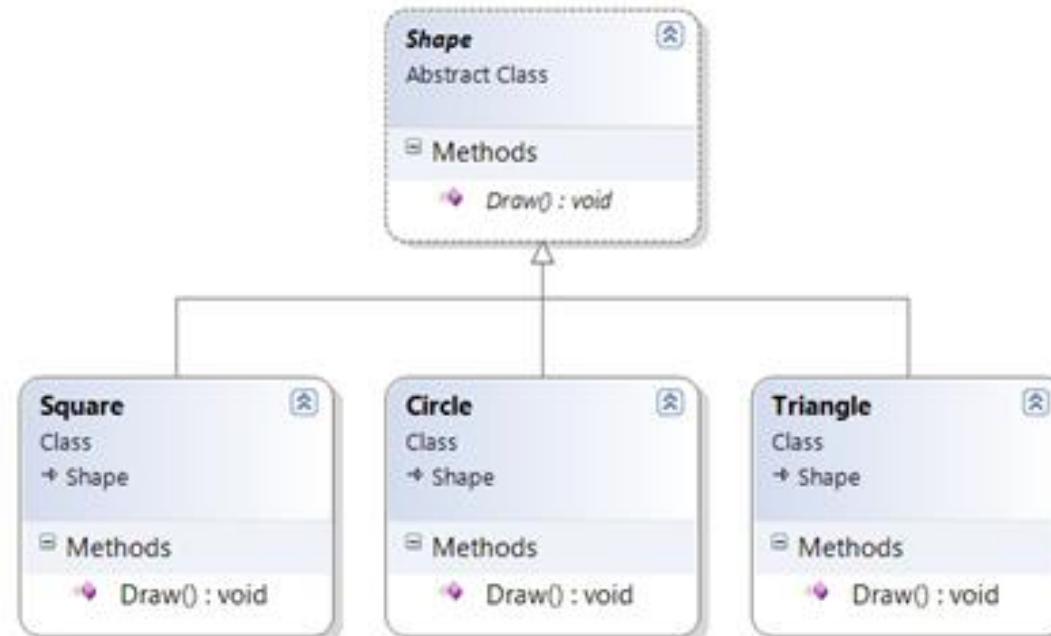 Shape
Abstract Class
Methods
Draw() : void
Square
Class
Shape
Methods
Draw() : void
Circle
Class
Shape
Methods
Draw() : void
Triangle
Class
Shape
Methods
Draw() : void